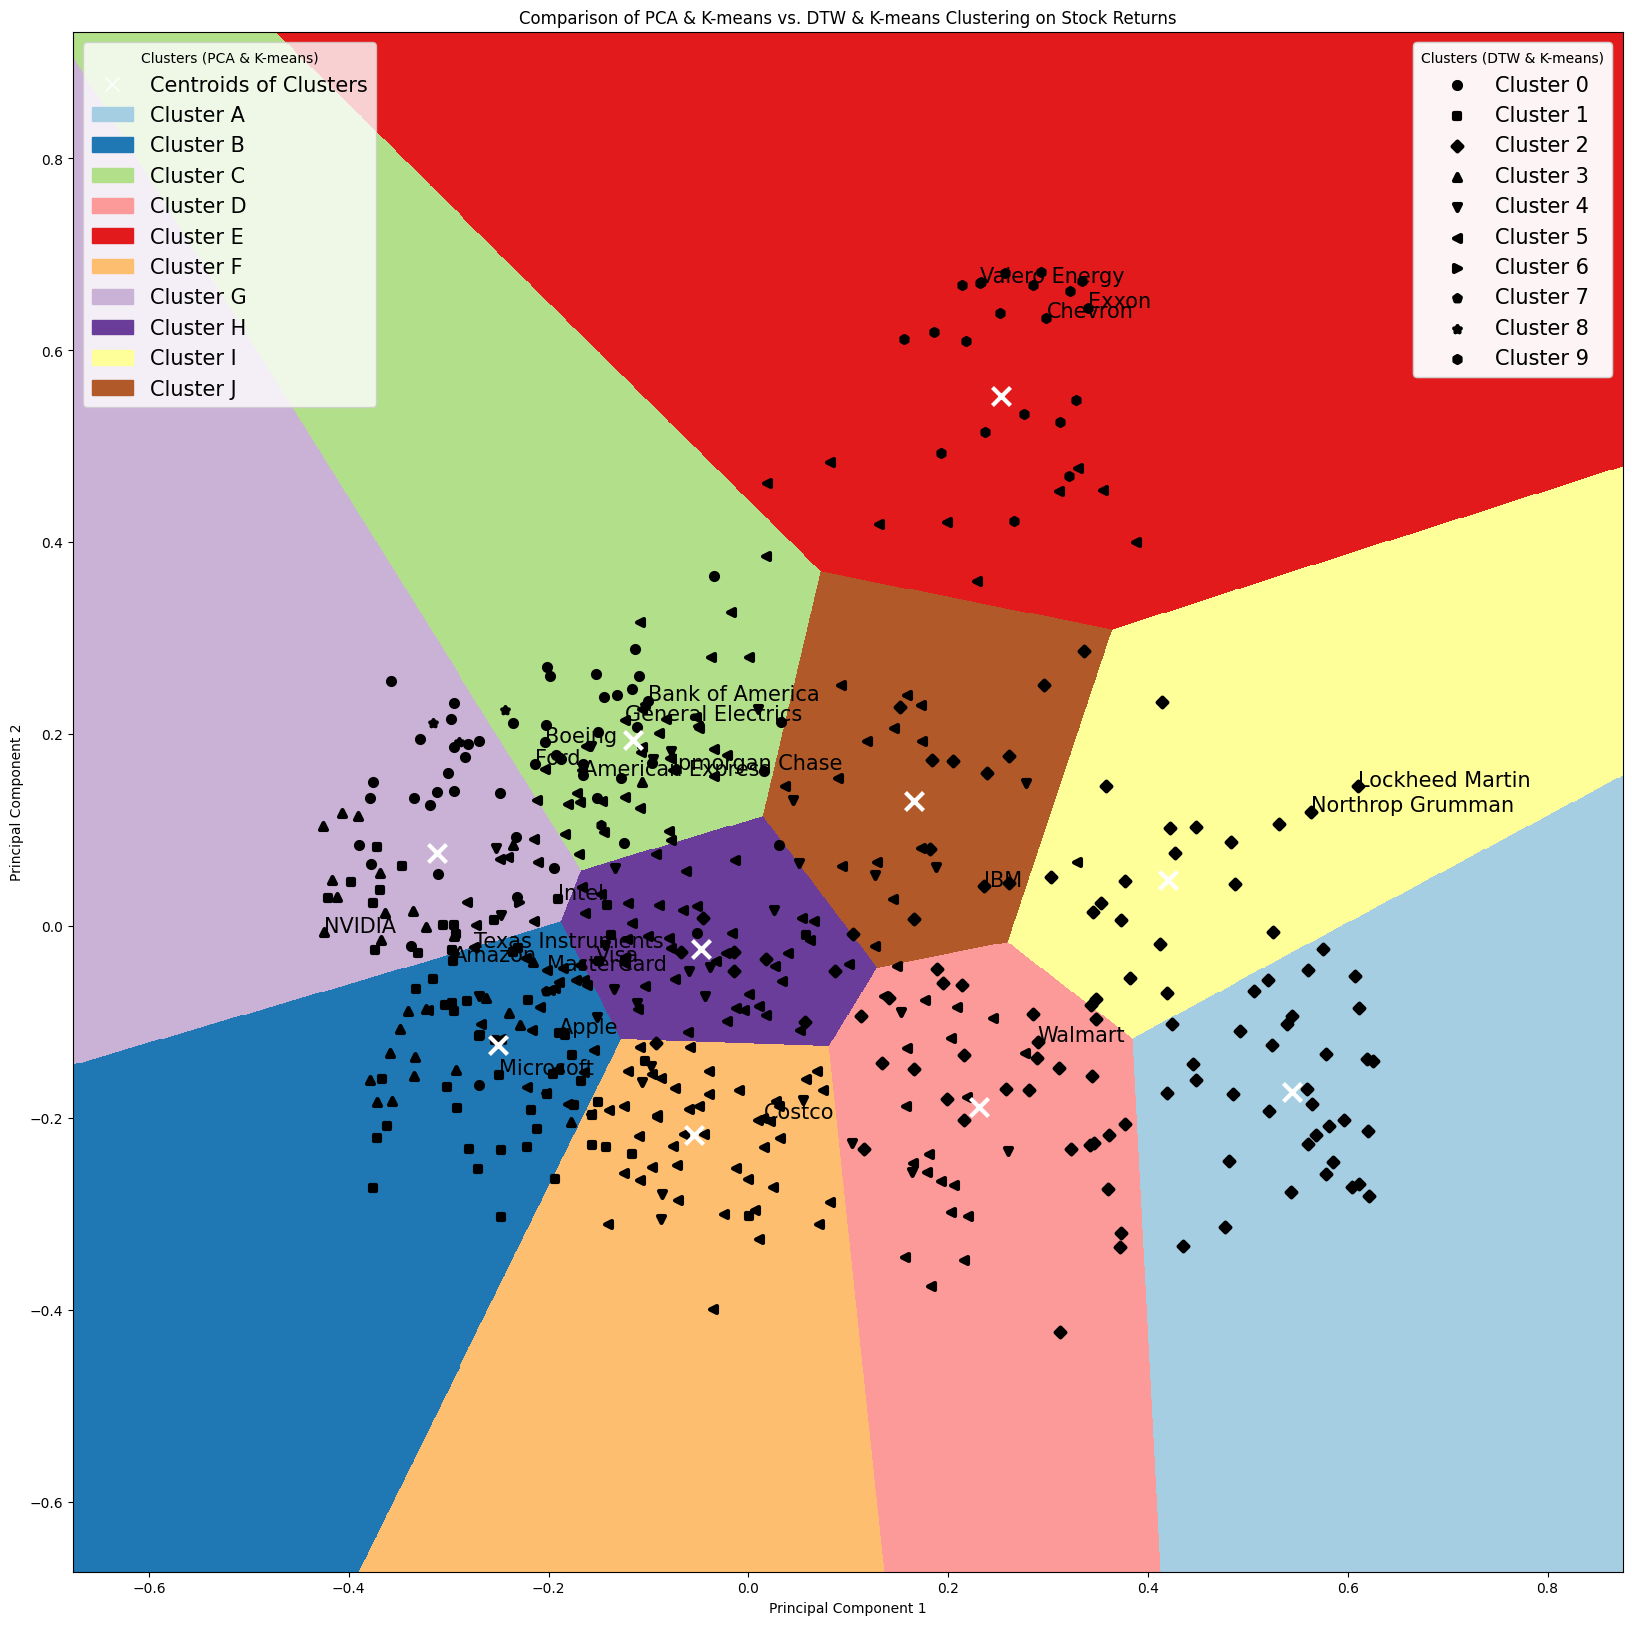 Comparison of PCA & K-means vs. DTW & K-means Clustering on Stock Returns
Clusters (PCA & K-means)
Centroids of Clusters
Cluster A
Cluster B
Cluster C
Cluster D
Cluster E
Cluster F
Cluster G
Cluster H
Cluster I
Cluster J
Clusters (DTW & K-means)
Cluster 0
Cluster 1
Cluster 2
Cluster 3
Cluster 4
Cluster 5
Cluster 6
Cluster 7
Cluster 8
Cluster 9
Valero Energy
Exxon
Chevron
Bank of America
General Electrics
Boeing
Ford
Jpmorgan Chase
American Express
Lockheed Martin
Northrop Grumman
IBM
Intel
NVIDIA
Texas Instruments
Amazon
Visa
MasterCard
Apple
Walmart
Microsoft
Costco
0.8
0.6
0.4
0.2
0.0
−0.2
−0.4
−0.6
Principal Component 2
−0.6
−0.4
−0.2
0.0
0.2
0.4
0.6
0.8
Principal Component 1